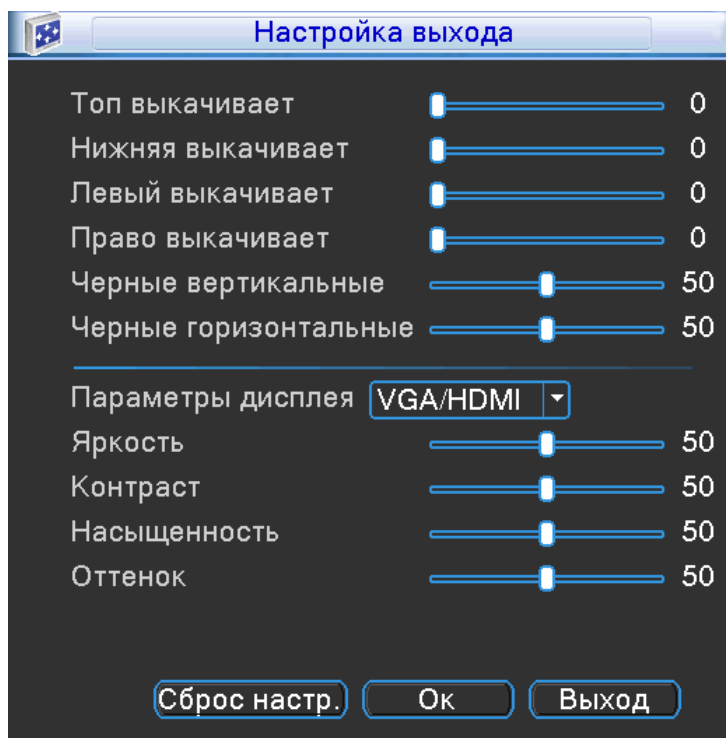 Настройка выхода
Топ выкачивает 0
Нижняя выкачивает 0
Левый выкачивает 0
Право выкачивает 0
Черные вертикальные 50
Черные горизонтальные 50
Параметры дисплея VGA/HDMI
Яркость 50
Контраст 50
Насыщенность 50
Оттенок 50
Сброс настр. Ок Выход